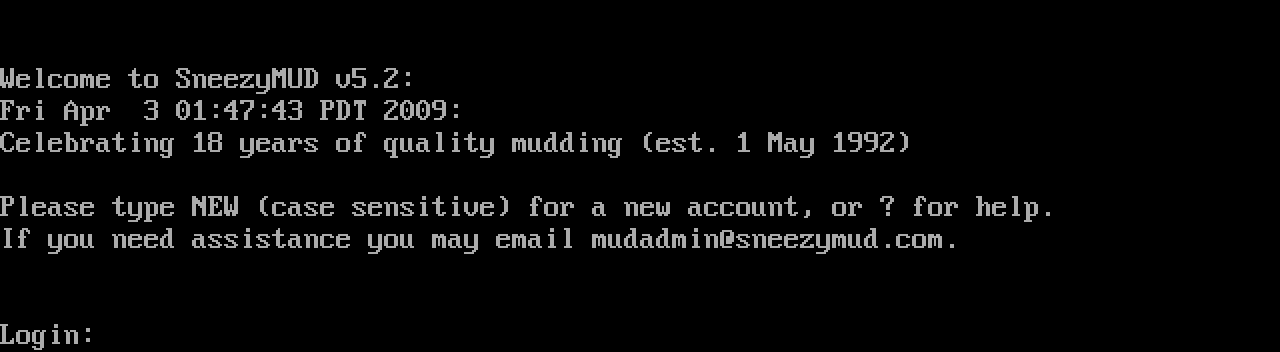 Welcome to SneezyMUD v5.2:
Fri Apr  3 01:47:43 PDT 2009:
Celebrating 18 years of quality mudding (est. 1 May 1992)
Please type NEW (case sensitive) for a new account, or ? for help.
If you need assistance you may email mudadmin@sneezymud.com.
Login: